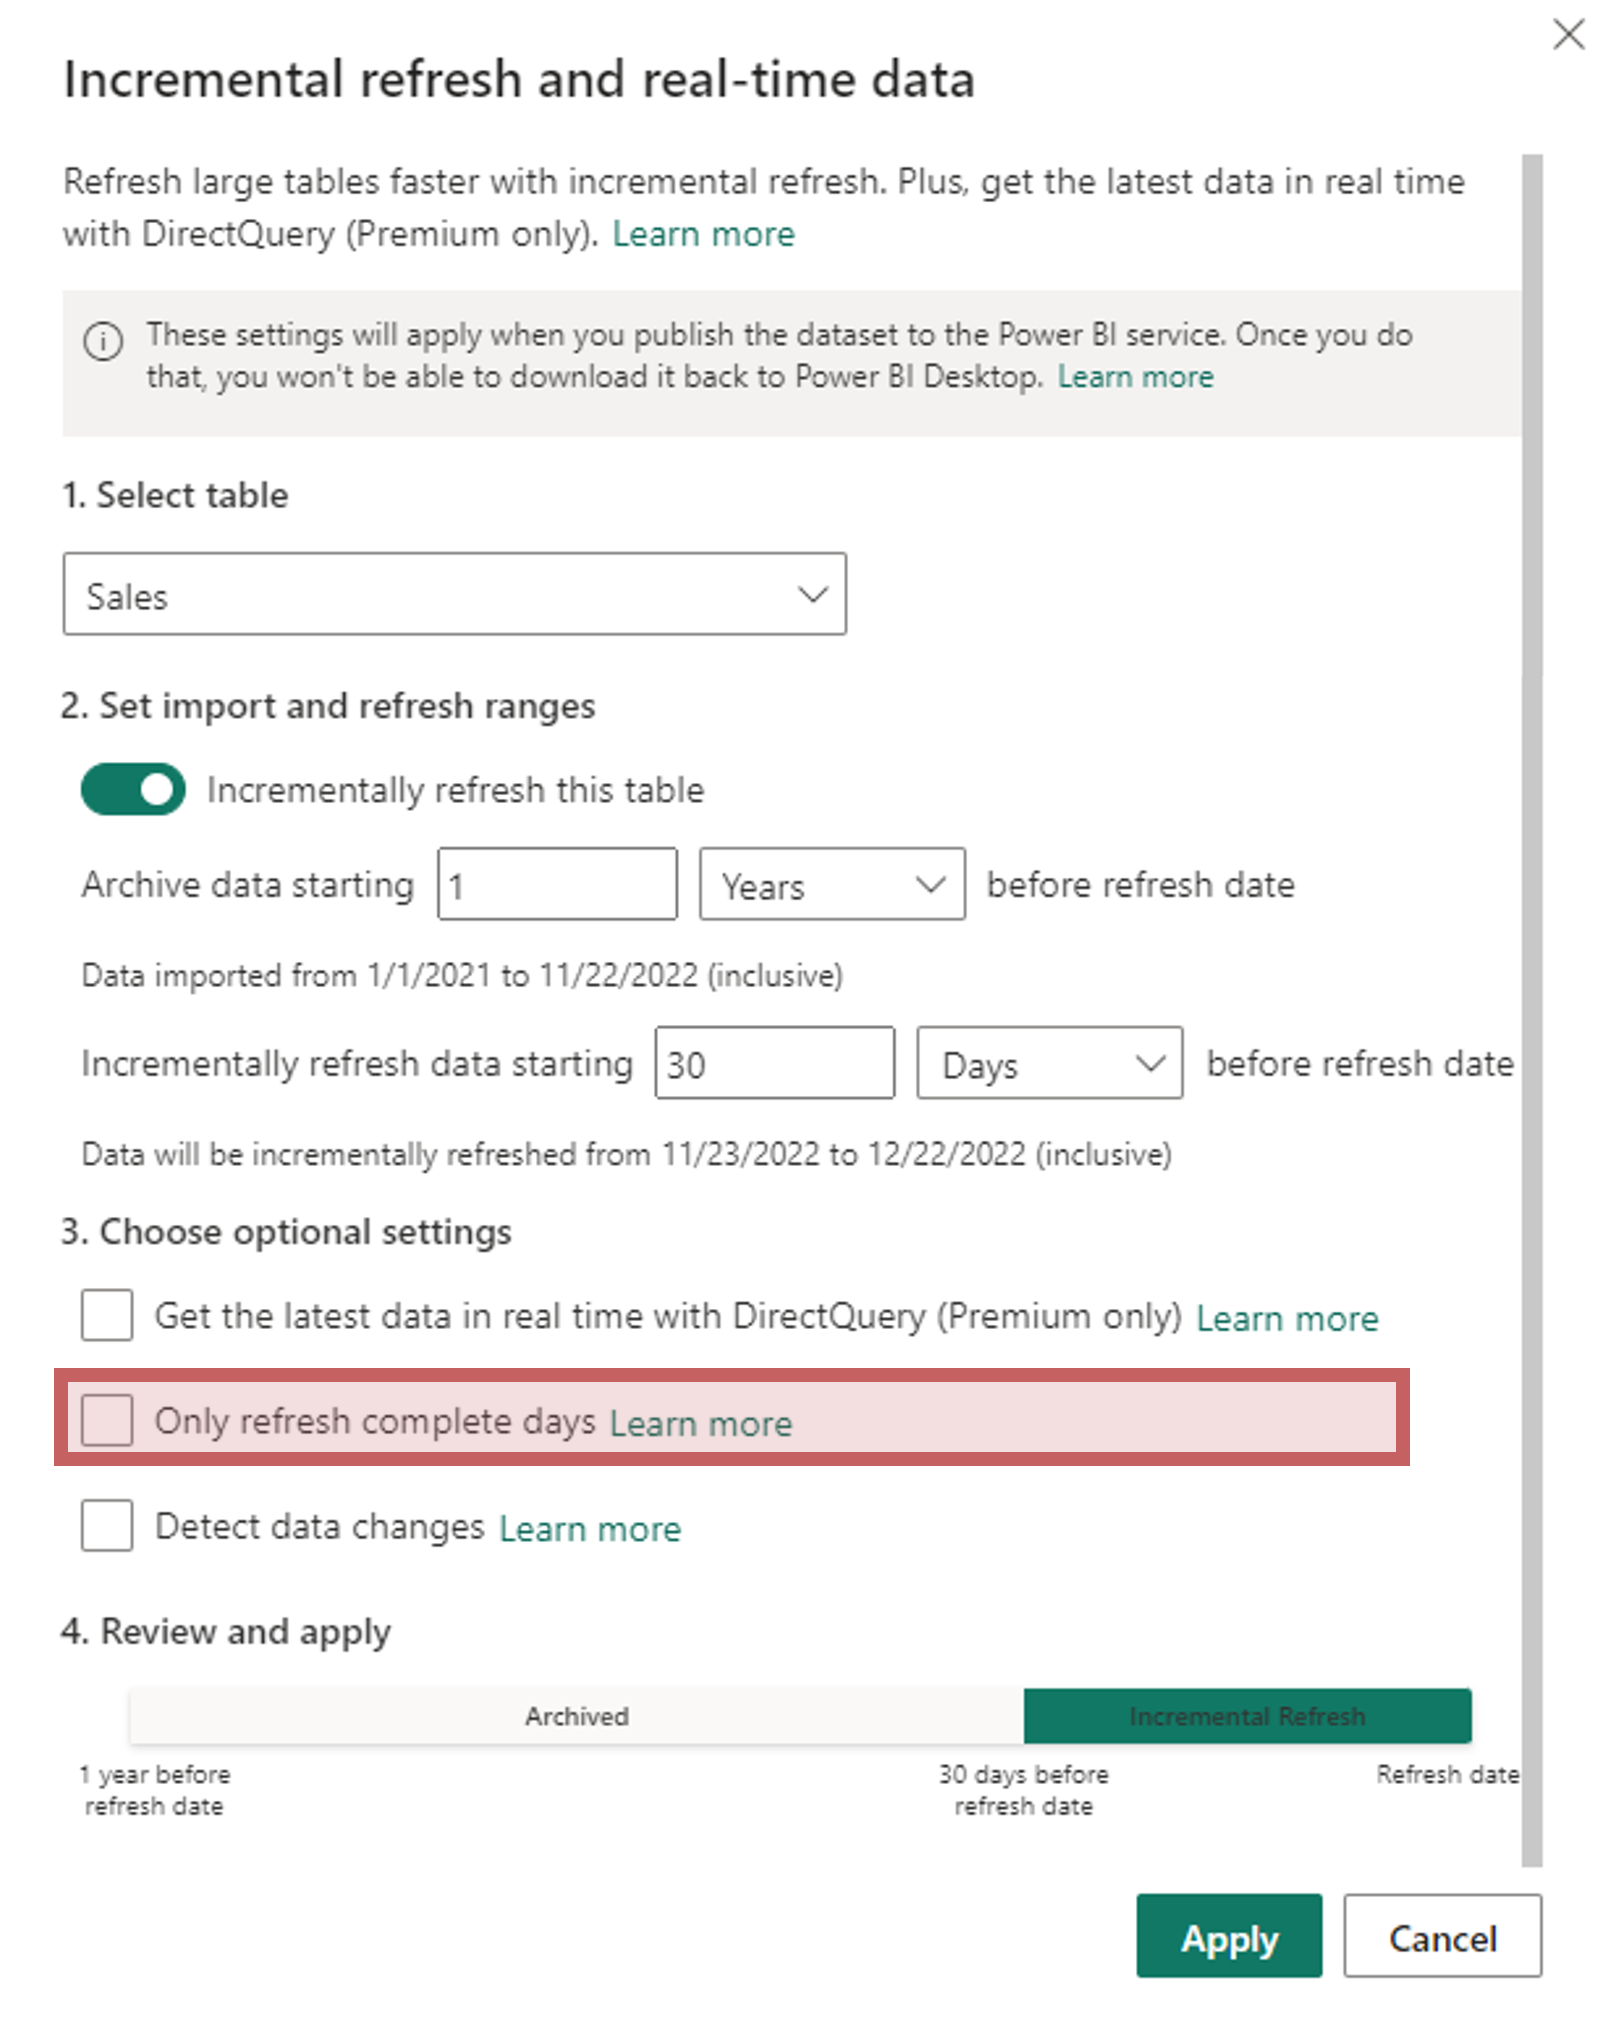 Incremental refresh and real-time data
Refresh large tables faster with incremental refresh. Plus, get the latest data in real time
with DirectQuery (Premium only). Learn more
These settings will apply when you publish the dataset to the Power BI service. Once you do
that, you won't be able to download it back to Power BI Desktop. Learn more
1. Select table
Sales
2. Set import and refresh ranges
Incrementally refresh this table
Archive data starting 1 Years before refresh date
Data imported from 1/1/2021 to 11/22/2022 (inclusive)
Incrementally refresh data starting 30 Days before refresh date
Data will be incrementally refreshed from 11/23/2022 to 12/22/2022 (inclusive)
3. Choose optional settings
Get the latest data in real time with DirectQuery (Premium only) Learn more
Only refresh complete days Learn more
Detect data changes Learn more
4. Review and apply
Archived Incremental Refresh
1 year before 30 days before Refresh date
refresh date refresh date
Apply Cancel